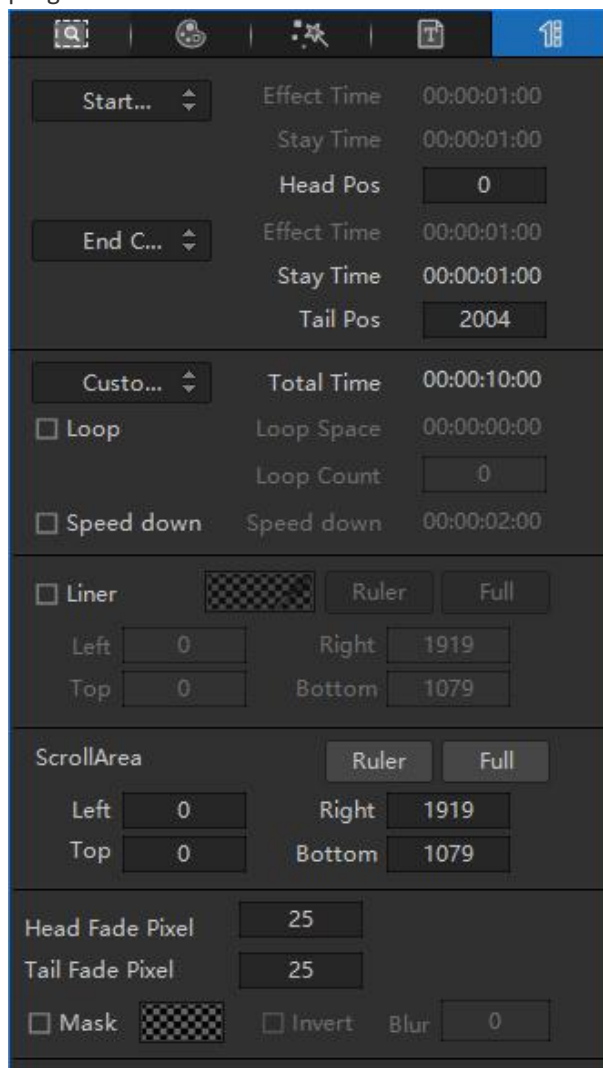 Start... Effect Time 00:00:01:00
Stay Time 00:00:01:00
Head Pos 0
End C... Effect Time 00:00:01:00
Stay Time 00:00:01:00
Tail Pos 2004
Custo... Total Time 00:00:10:00
Loop Loop Space 00:00:00:00
Loop Count 0
Speed down Speed down 00:00:02:00
Liner Ruler Full
Left 0 Right 1919
Top 0 Bottom 1079
ScrollArea Ruler Full
Left 0 Right 1919
Top 0 Bottom 1079
Head Fade Pixel 25
Tail Fade Pixel 25
Mask Invert Blur 0